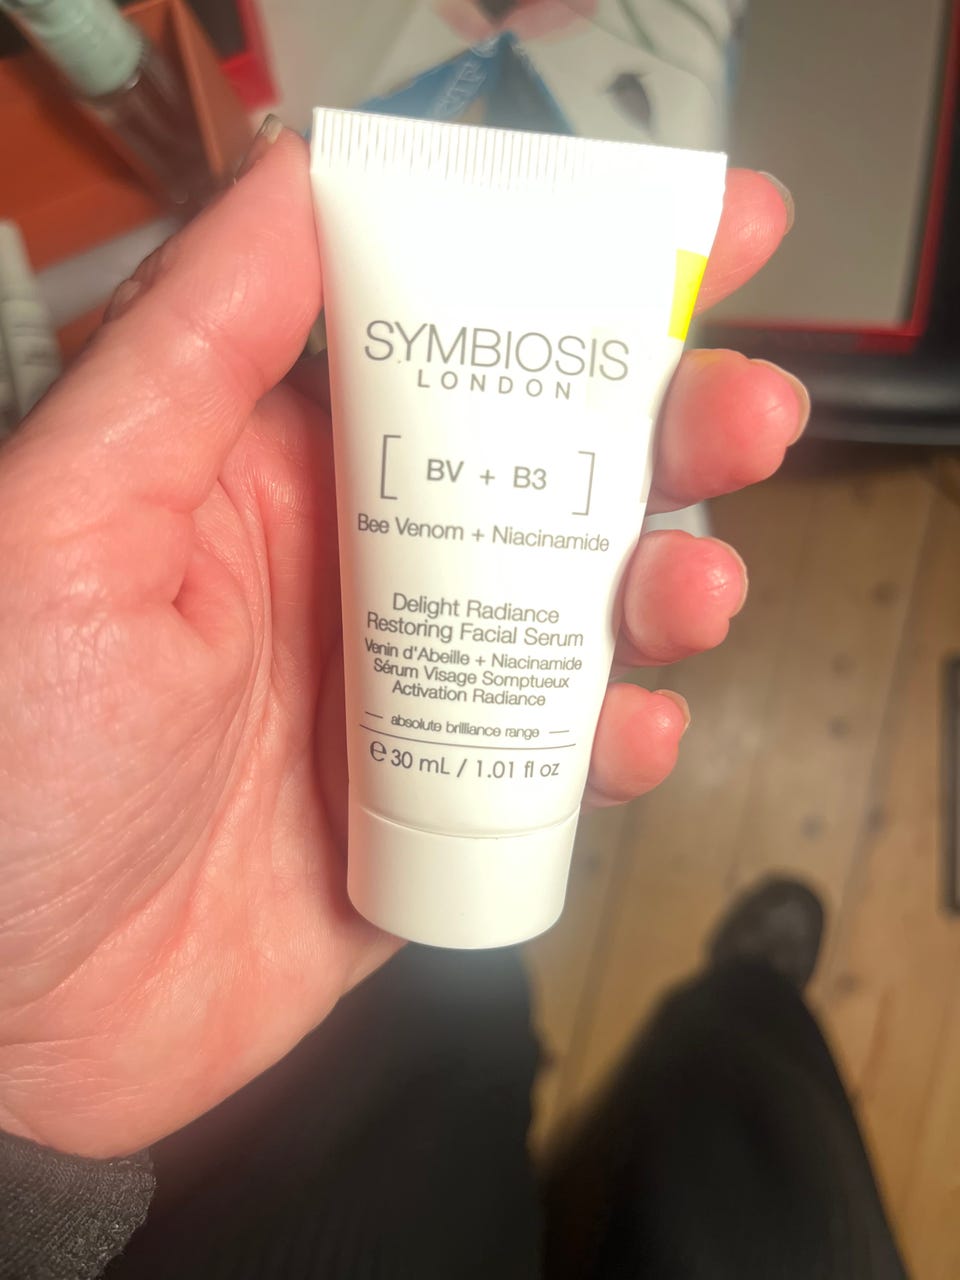 SYMBIOSIS
LONDON
[ BV + B3 ]
Bee Venom + Niacinamide
Delight Radiance
Restoring Facial Serum
Venin d'Abeille + Niacinamide
Sérum Visage Somptueux
Activation Radiance
absolute brilliance range
e 30 mL / 1.01 fl oz